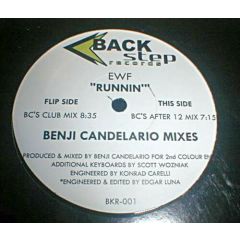 BACK
step
records
EWF
"RUNNIN'"
FLIP SIDE
THIS SIDE
BC'S CLUB MIX 8:35
BC'S AFTER 12 MIX 7:15
BENJI CANDELARIO MIXES
PRODUCED & MIXED BY BENJI CANDELARIO FOR 2nd COLOUR ENT
ADDITIONAL KEYBOARDS BY SCOTT WOZNIAK
ENGINEERED BY KONRAD CARELLI
*ENGINEERED & EDITED BY EDGAR LUNA
BKR-001